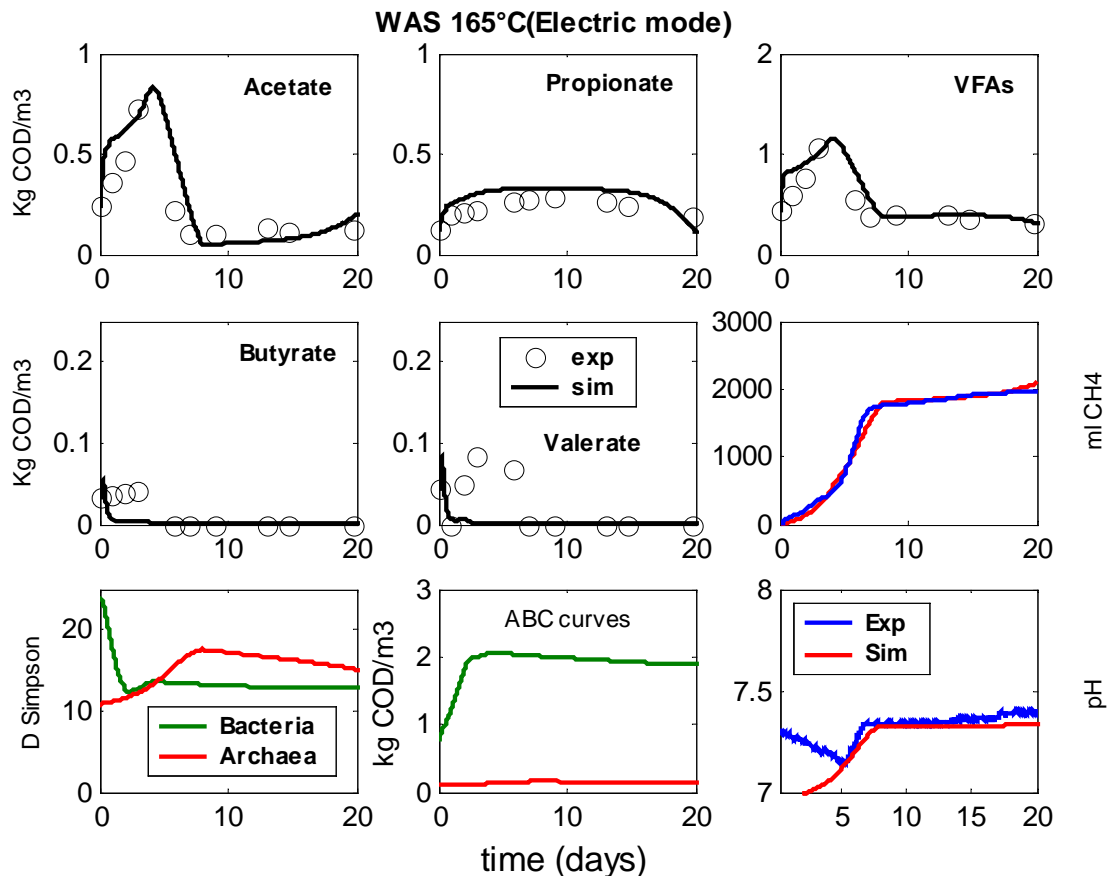 WAS 165°C(Electric mode)
Kg COD/m3
1
0.5
0
0
10
20
Acetate
1
0.5
0
0
10
20
Propionate
2
1
0
0
10
20
VFAs
Kg COD/m3
0.2
0.1
0
0
10
20
Butyrate
0.2
0.1
0
0
10
20
exp
sim
Valerate
3000
2000
1000
0
0
10
20
ml CH4
D Simpson
20
10
0
0
10
20
Bacteria
Archaea
kg COD/m3
3
2
1
0
0
10
20
ABC curves
8
7.5
7
5
10
15
20
Exp
Sim
pH
time (days)